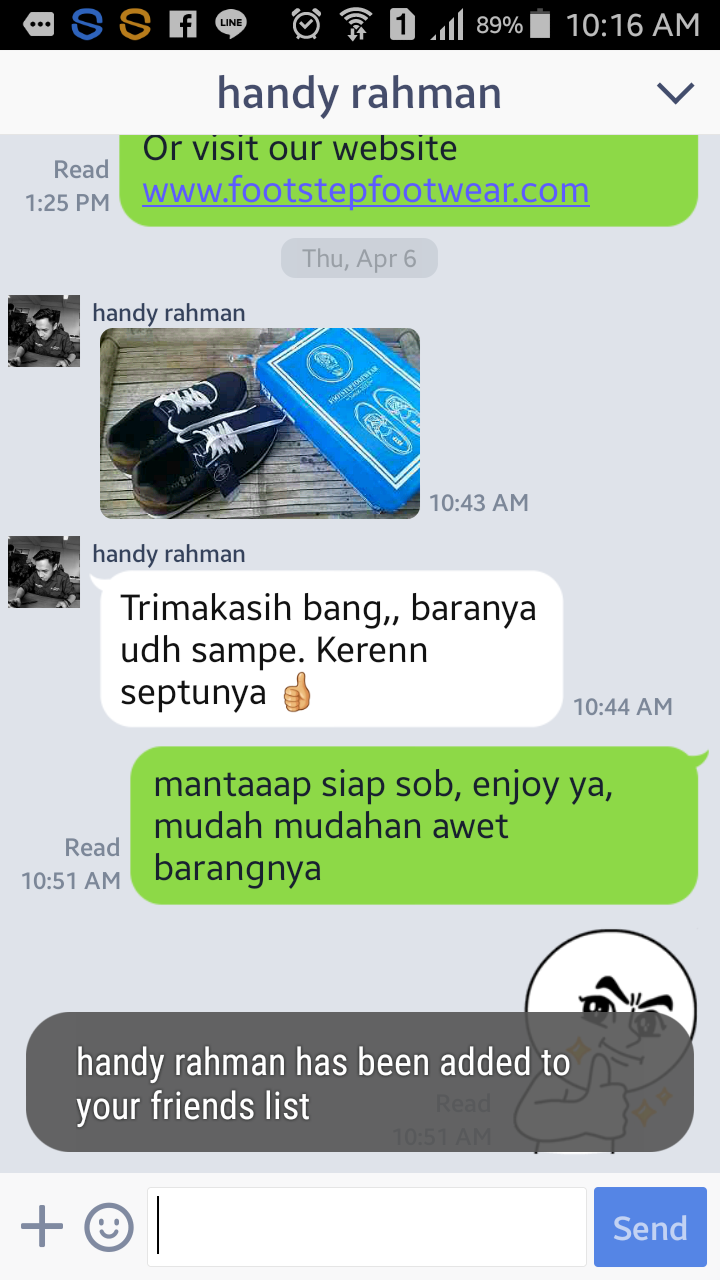 LINE
1
89%
10:16 AM
handy rahman
Or visit our website
www.footstepfootwear.com
Read
1:25 PM
Thu, Apr 6
handy rahman
FOOTSTEPFOOTWEAR
10:43 AM
handy rahman
Trimakasih bang,, baranya
udh sampe. Kerenn
septunya
10:44 AM
mantaaap siap sob, enjoy ya,
mudah mudahan awet
barangnya
Read
10:51 AM
handy rahman has been added to
your friends list
Read
10:51 AM
Send